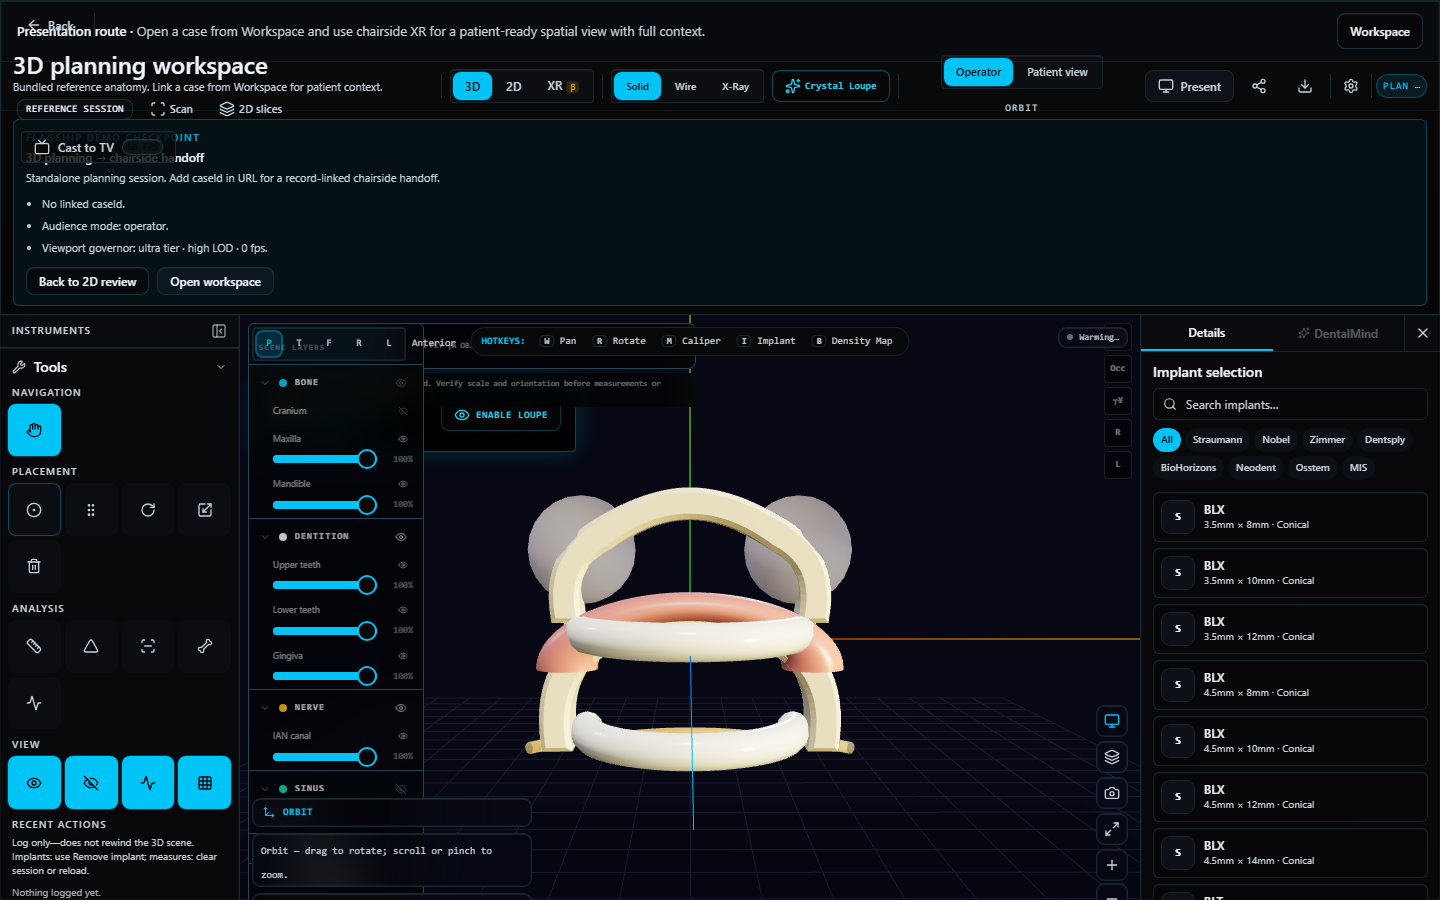 Back
Presentation route · Open a case from Workspace and use chairside XR for a patient-ready spatial view with full context.
Workspace
3D planning workspace
Bundled reference anatomy. Link a case from Workspace for patient context.
3D
2D
XR β
Solid
Wire
X-Ray
Crystal Loupe
Operator
Patient view
ORBIT
Present
PLAN –
REFERENCE SESSION
Scan
2D slices
FLAGSHIP DEMO CHECKPOINT
Cast to TV
3D planning → chairside handoff
Standalone planning session. Add caseId in URL for a record-linked chairside handoff.
• No linked caseId.
• Audience mode: operator.
• Viewport governor: ultra tier · high LOD · 0 fps.
Back to 2D review
Open workspace
INSTRUMENTS
Tools
NAVIGATION
PLACEMENT
ANALYSIS
VIEW
RECENT ACTIONS
Log only—does not rewind the 3D scene.
Implants: use Remove implant; measures: clear
session or reload.
Nothing logged yet.
P
T
F
R
L
Anterior
SCENE LAYERS
BONE
Cranium
Maxilla
100%
Mandible
100%
DENTITION
Upper teeth
100%
Lower teeth
100%
Gingiva
100%
NERVE
IAN canal
100%
SINUS
ORBIT
Orbit — drag to rotate; scroll or pinch to
zoom.
HOTKEYS:
W Pan
R Rotate
M Caliper
I Implant
B Density Map
d. Verify scale and orientation before measurements or
ENABLE LOUPE
Warming…
Occ
R
L
Details
DentalMind
Implant selection
Search implants...
All
Straumann
Nobel
Zimmer
Dentsply
BioHorizons
Neodent
Osstem
MIS
S
BLX
3.5mm × 8mm · Conical
S
BLX
3.5mm × 10mm · Conical
S
BLX
3.5mm × 12mm · Conical
S
BLX
4.5mm × 8mm · Conical
S
BLX
4.5mm × 10mm · Conical
S
BLX
4.5mm × 12mm · Conical
S
BLX
4.5mm × 14mm · Conical